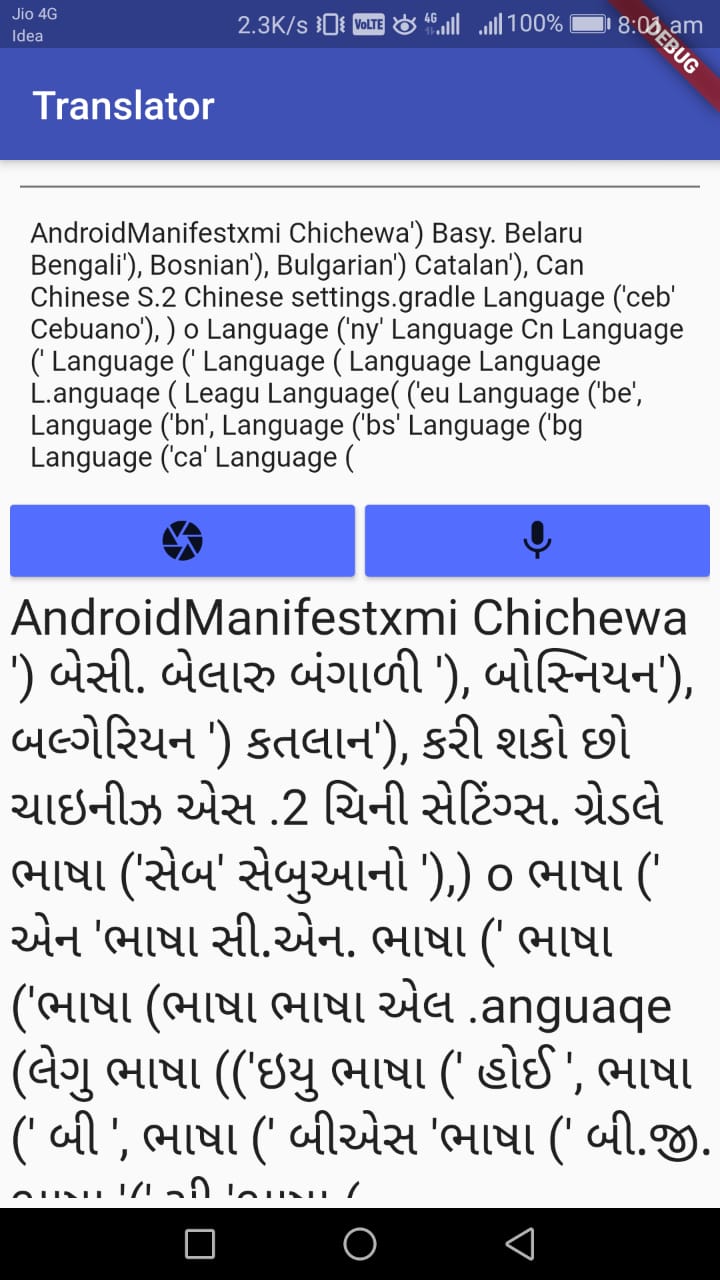 Jio 4G
Idea
2.3K/s VoLTE 4G 100% 8:01 am
DEBUG
Translator
AndroidManifestxmi Chichewa') Basy. Belaru
Bengali'), Bosnian'), Bulgarian') Catalan'), Can
Chinese S.2 Chinese settings.gradle Language ('ceb'
Cebuano'), ) o Language ('ny' Language Cn Language
(' Language (' Language ( Language Language
L.anguaqe ( Leagu Language( ('eu Language ('be',
Language ('bn', Language ('bs' Language ('bg
Language ('ca' Language (
AndroidManifestxmi Chichewa
') બેસી. બેલારુ બંગાળી '), બોસ્નિયન'),
બલ્ગેરિયન ') કતલાન'), કરી શકો છો
ચાઇનીઝ એસ .2 ચિની સેટિંગ્સ. ગ્રેડલે
ભાષા ('સેબ' સેબુઆનો '),) o ભાષા ('
એન 'ભાષા સી.એન. ભાષા (' ભાષા
('ભાષા (ભાષા ભાષા એલ .anguaqe
(લેગુ ભાષા (('ઇયુ ભાષા (' હોઈ ', ભાષા
(' બી ', ભાષા (' બીએસ 'ભાષા (' બી.જી.